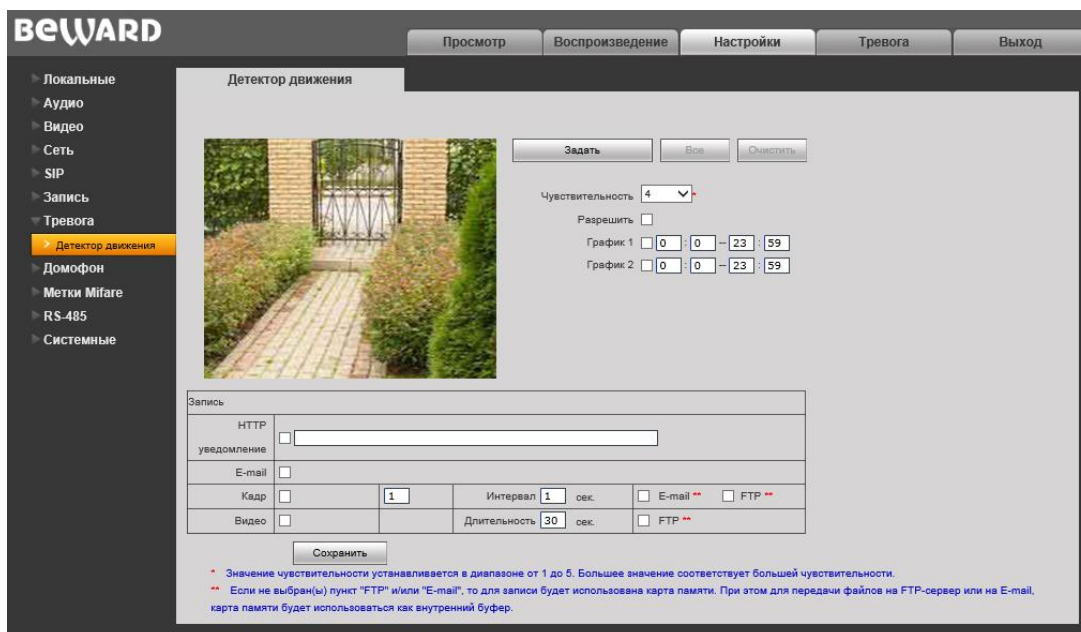 BEWARD
Просмотр Воспроизведение Настройки Тревога Выход
Локальные
Аудио
Видео
Сеть
SIP
Запись
Тревога
Детектор движения
Домофон
Метки Mifare
RS-485
Системные
Детектор движения
Задать Все Очистить
Чувствительность 4 *
Разрешить
График 1 0 : 0 – 23 : 59
График 2 0 : 0 – 23 : 59
Запись
HTTP
уведомление
E-mail
Кадр 1 Интервал 1 сек. E-mail ** FTP **
Видео Длительность 30 сек. FTP **
Сохранить
* Значение чувствительности устанавливается в диапазоне от 1 до 5. Большее значение соответствует большей чувствительности.
** Если не выбран(ы) пункт "FTP" и/или "E-mail", то для записи будет использована карта памяти. При этом для передачи файлов на FTP-сервер или на E-mail,
карта памяти будет использоваться как внутренний буфер.